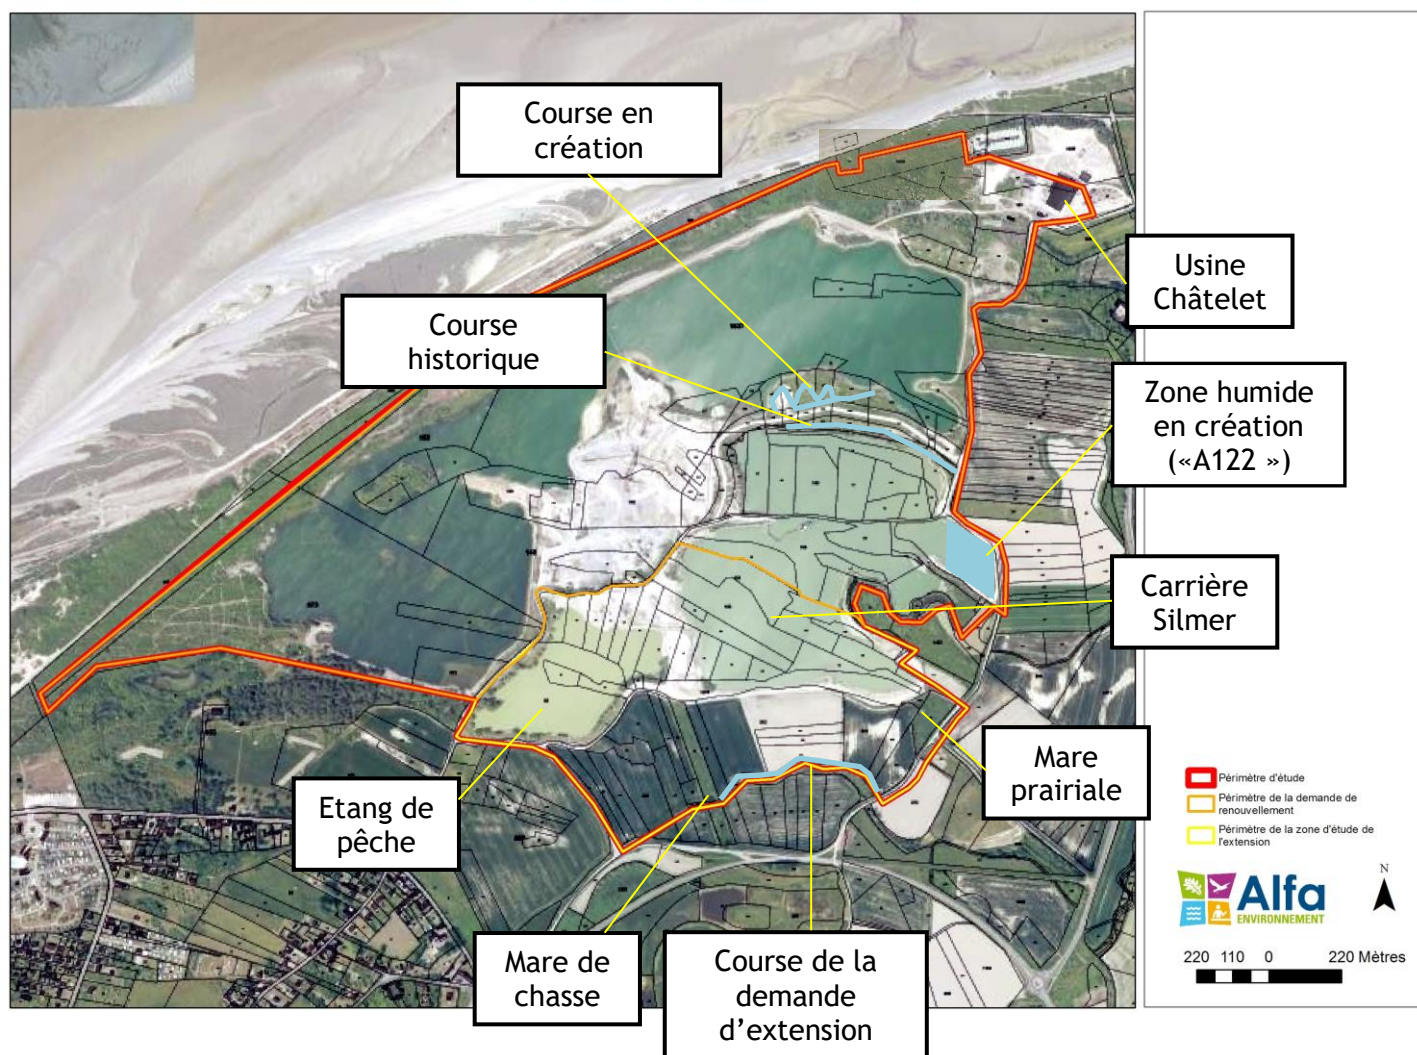 Course en
création
Usine
Châtelet
Course
historique
Zone humide
en création
(«A122 »)
Carrière
Silmer
Mare
prairiale
Etang de
pêche
Mare de
chasse
Course de la
demande
d’extension
Périmètre d'étude
Périmètre de la demande de
renouvellement
Périmètre de la zone d'étude de
l'extension
Alfa
ENVIRONNEMENT
N
220 110 0 220 Mètres